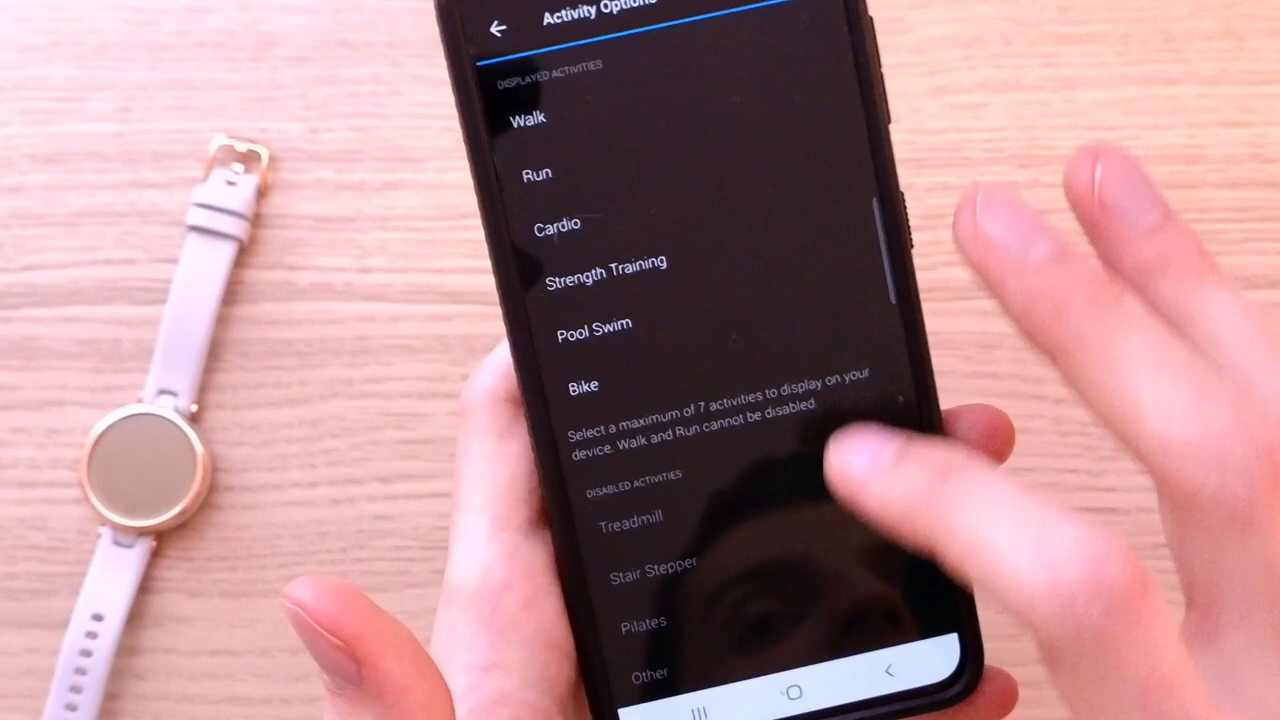 Activity Options
DISPLAYED ACTIVITIES
Walk
Run
Cardio
Strength Training
Pool Swim
Bike
Select a maximum of 7 activities to display on your
device. Walk and Run cannot be disabled.
DISABLED ACTIVITIES
Treadmill
Stair Stepper
Pilates
Other